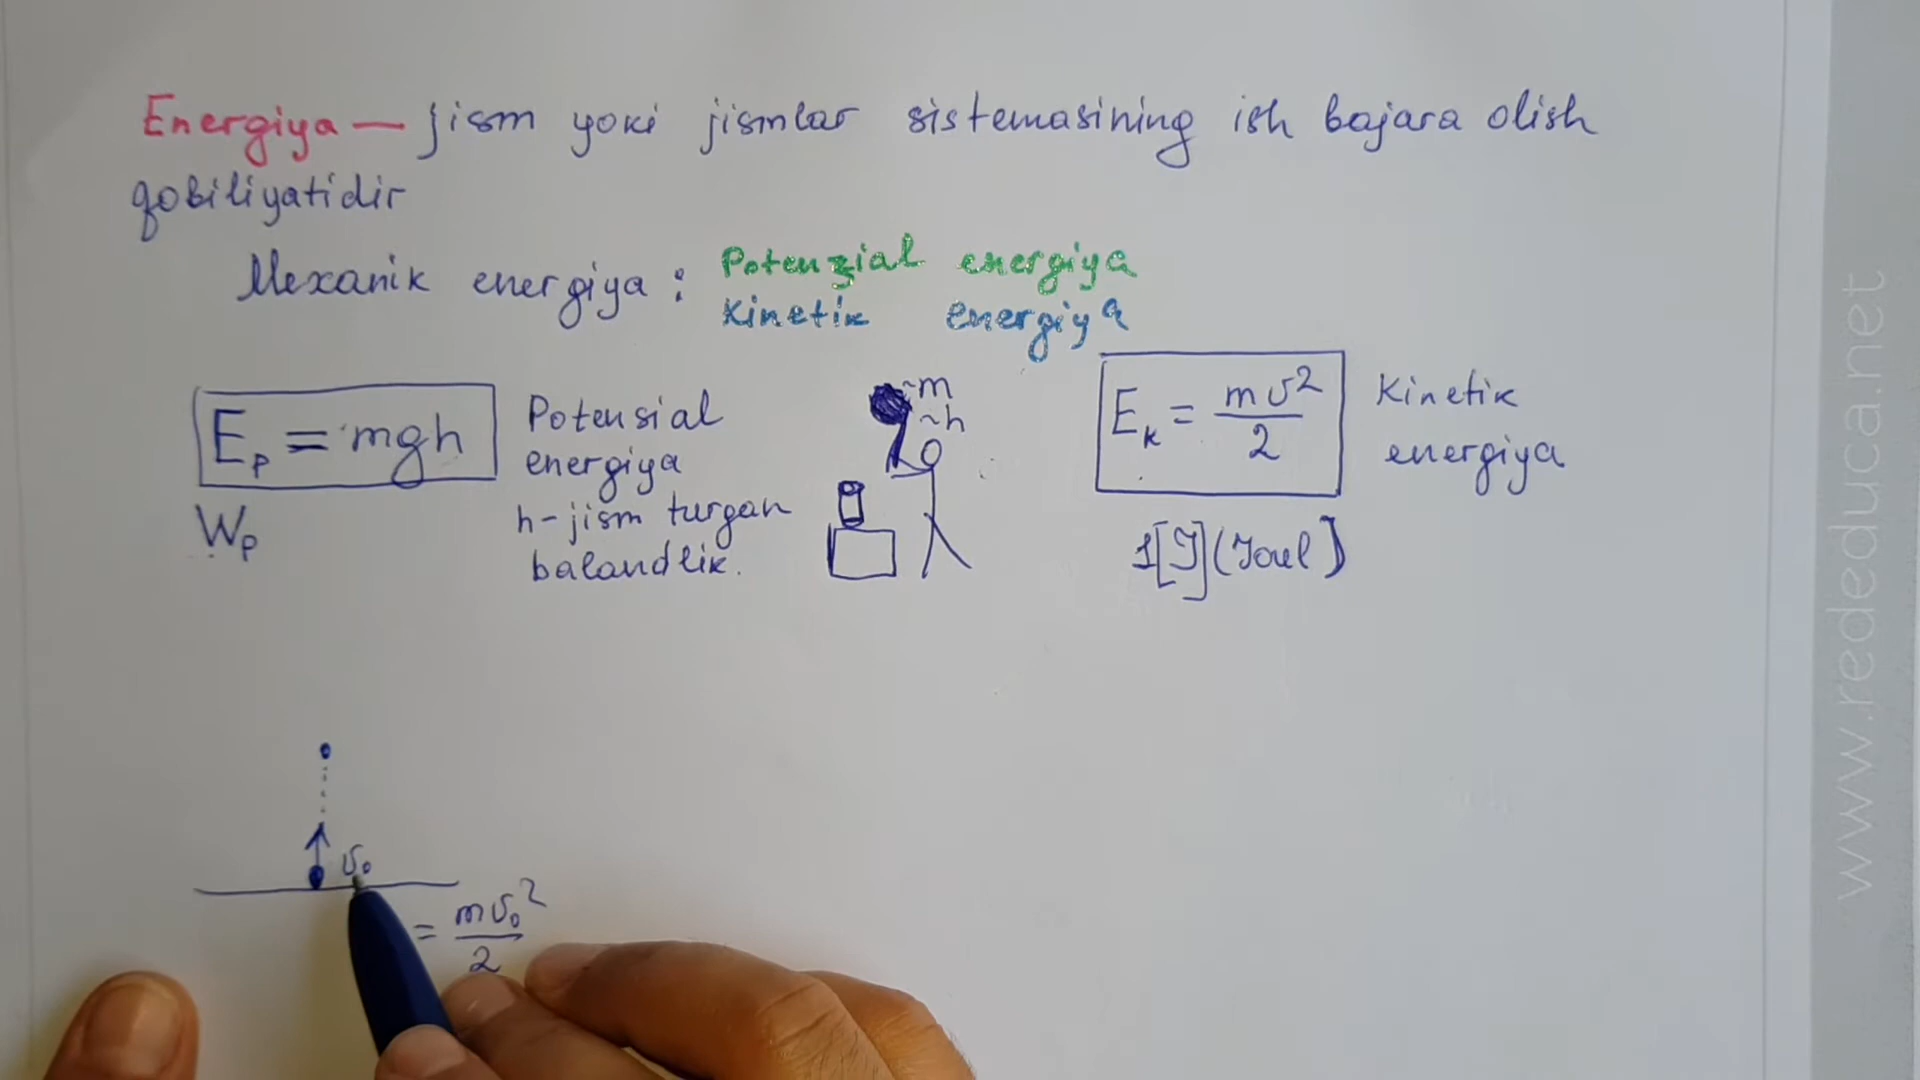 Energiya — jism yoki jismlar sistemasining ish bajara olish
qobiliyatidir
Mexanik energiya : Potenzial energiya
Kinetik energiya
Ep = mgh
Wp
Potensial
energiya
h-jism turgan
balandlik.
~m
~h
Ek = mυ²/2
Kinetik
energiya
1[J](Joul)
υ₀
= mυ₀²/2
www.rededuca.net